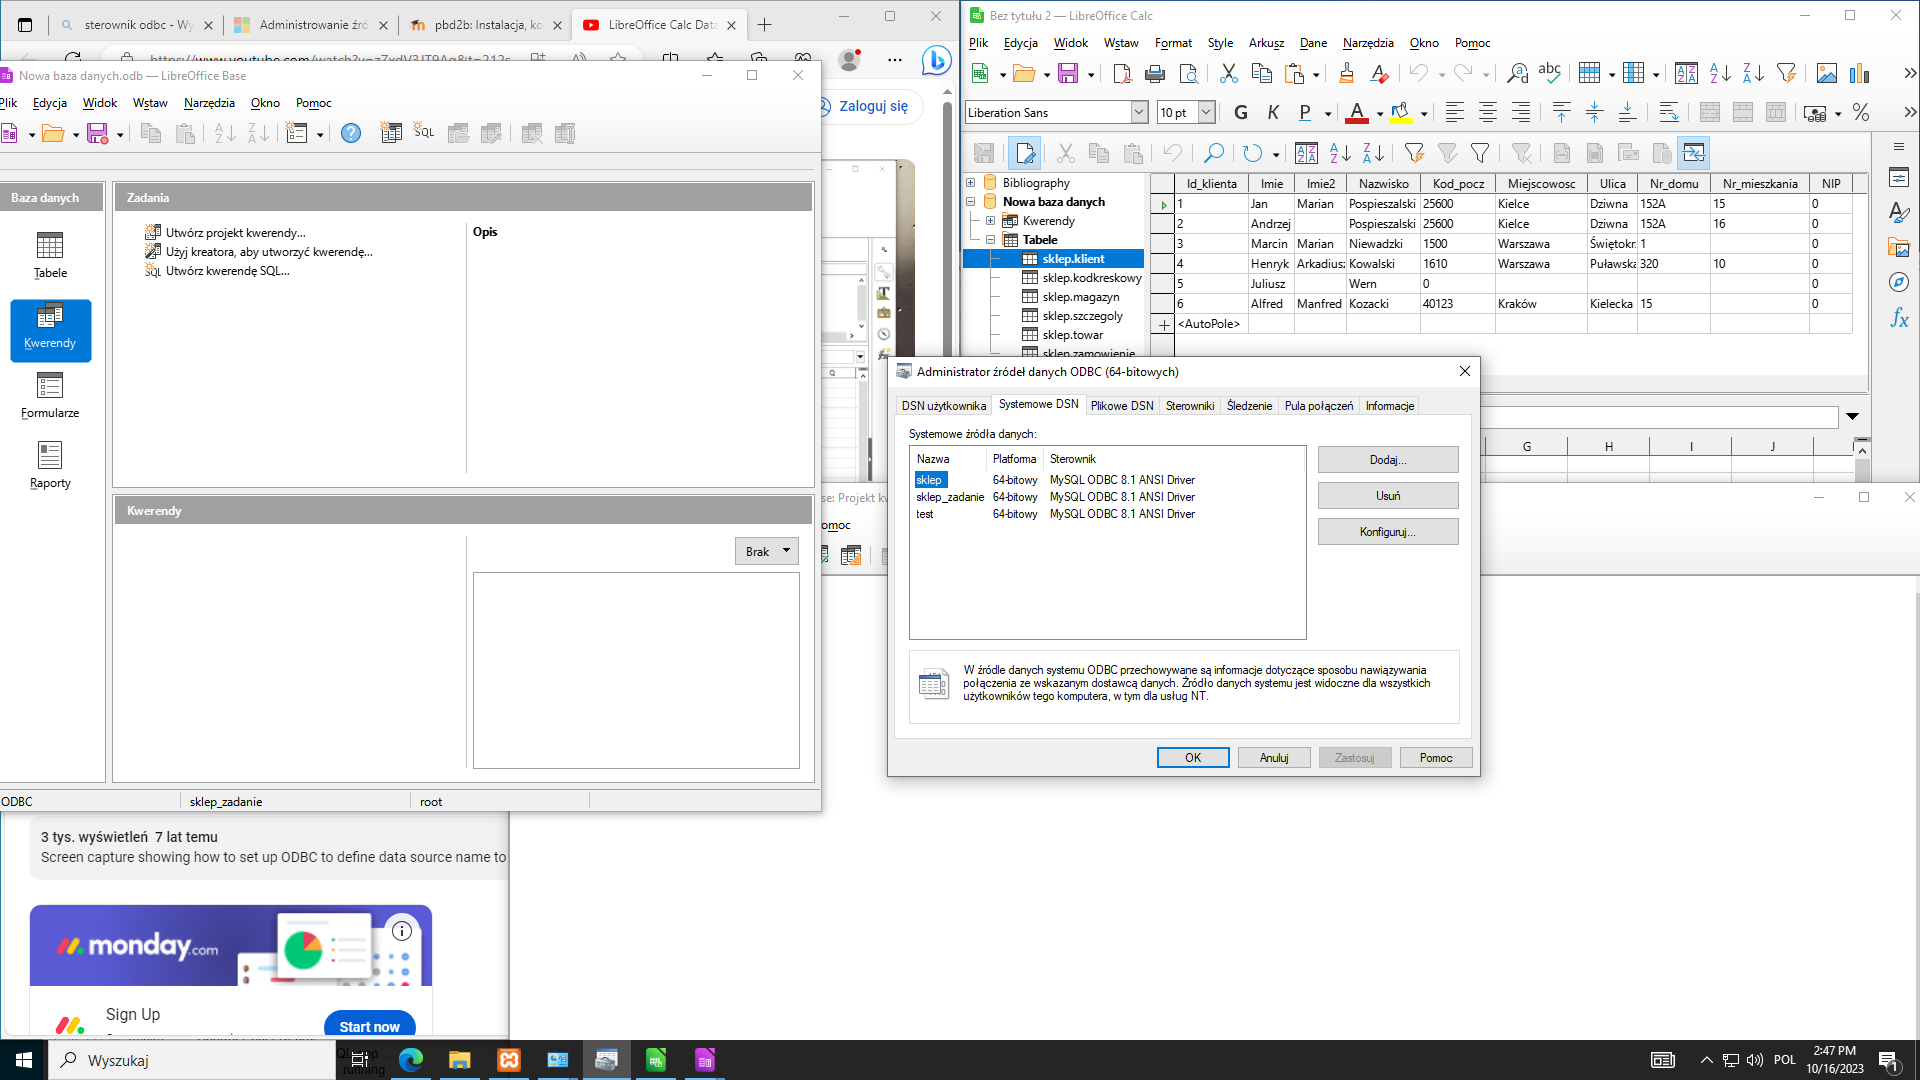 sterownik odbc - Wy
Administrowanie źró
pbd2b: Instalacja, ko
LibreOffice Calc Data
Zaloguj się
Nowa baza danych.odb — LibreOffice Base
Plik Edycja Widok Wstaw Narzędzia Okno Pomoc
SQL
Baza danych
Tabele
Kwerendy
Formularze
Raporty
Zadania
Utwórz projekt kwerendy...
Użyj kreatora, aby utworzyć kwerendę...
SQL Utwórz kwerendę SQL...
Opis
Kwerendy
Brak
ODBC sklep_zadanie root
se: Projekt kw
omoc
Bez tytułu 2 — LibreOffice Calc
Plik Edycja Widok Wstaw Format Style Arkusz Dane Narzędzia Okno Pomoc
Liberation Sans 10 pt G K P
Bibliography
Nowa baza danych
Kwerendy
Tabele
sklep.klient
sklep.kodkreskowy
sklep.magazyn
sklep.szczegoly
sklep.towar
sklep.zamowienie
Id_klienta Imie Imie2 Nazwisko Kod_pocz Miejscowosc Ulica Nr_domu Nr_mieszkania NIP
1 Jan Marian Pospieszalski 25600 Kielce Dziwna 152A 15 0
2 Andrzej Pospieszalski 25600 Kielce Dziwna 152A 16 0
3 Marcin Marian Niewadzki 1500 Warszawa Świętokr 1 0
4 Henryk Arkadiusz Kowalski 1610 Warszawa Puławska 320 10 0
5 Juliusz Wern 0 0
6 Alfred Manfred Kozacki 40123 Kraków Kielecka 15 0
<AutoPole>
G H I J
Administrator źródeł danych ODBC (64-bitowych)
DSN użytkownika Systemowe DSN Plikowe DSN Sterowniki Śledzenie Pula połączeń Informacje
Systemowe źródła danych:
Nazwa Platforma Sterownik
sklep 64-bitowy MySQL ODBC 8.1 ANSI Driver
sklep_zadanie 64-bitowy MySQL ODBC 8.1 ANSI Driver
test 64-bitowy MySQL ODBC 8.1 ANSI Driver
Dodaj...
Usuń
Konfiguruj...
W źródle danych systemu ODBC przechowywane są informacje dotyczące sposobu nawiązywania
połączenia ze wskazanym dostawcą danych. Źródło danych systemu jest widoczne dla wszystkich
użytkowników tego komputera, w tym dla usług NT.
OK Anuluj Zastosuj Pomoc
3 tys. wyświetleń 7 lat temu
Screen capture showing how to set up ODBC to define data source name to
monday.com
Sign Up
Start now
Wyszukaj
running
POL
2:47 PM
10/16/2023
1